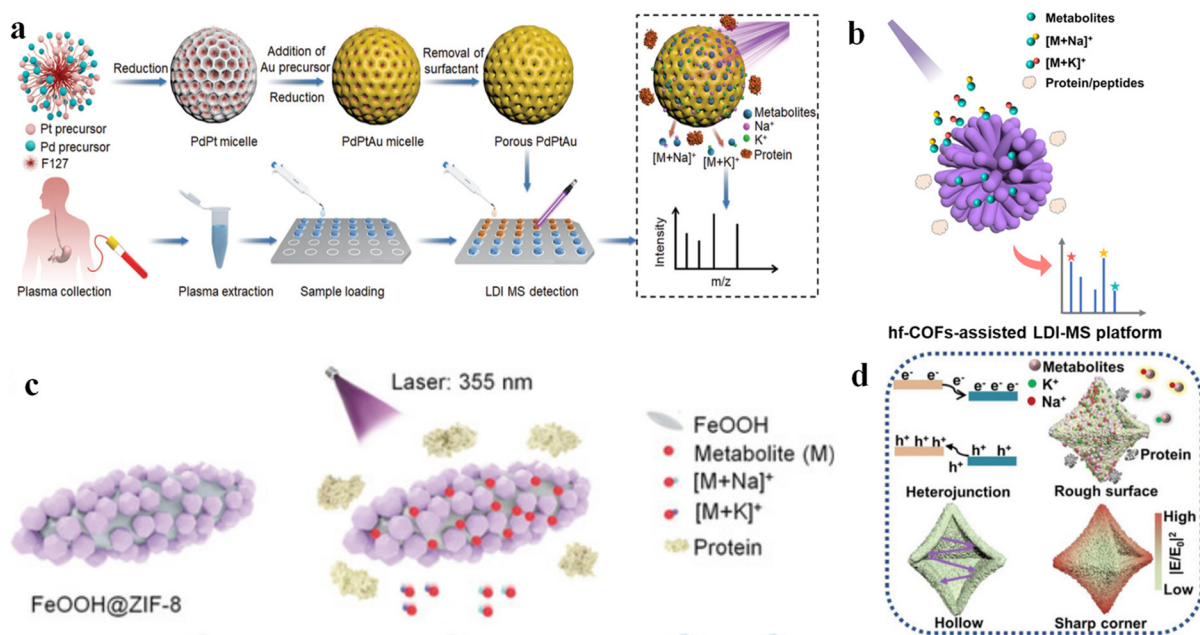 a
Reduction
Addition of
Au precursor
Reduction
Removal of
surfactant
Pt precursor
Pd precursor
F127
PdPt micelle
PdPtAu micelle
Porous PdPtAu
Metabolites
Na⁺
K⁺
Protein
[M+Na]⁺
[M+K]⁺
Intensity
m/z
Plasma collection
Plasma extraction
Sample loading
LDI MS detection
b
Metabolites
[M+Na]⁺
[M+K]⁺
Protein/peptides
hf-COFs-assisted LDI-MS platform
c
Laser: 355 nm
FeOOH
Metabolite (M)
[M+Na]⁺
[M+K]⁺
Protein
FeOOH@ZIF-8
d
e⁻ e⁻
e⁻
e⁻ e⁻ e⁻
h⁺ h⁺ h⁺
h⁺
h⁺ h⁺
Heterojunction
Metabolites
K⁺
Na⁺
Protein
Rough surface
Hollow
Sharp corner
High
|E/E₀|²
Low